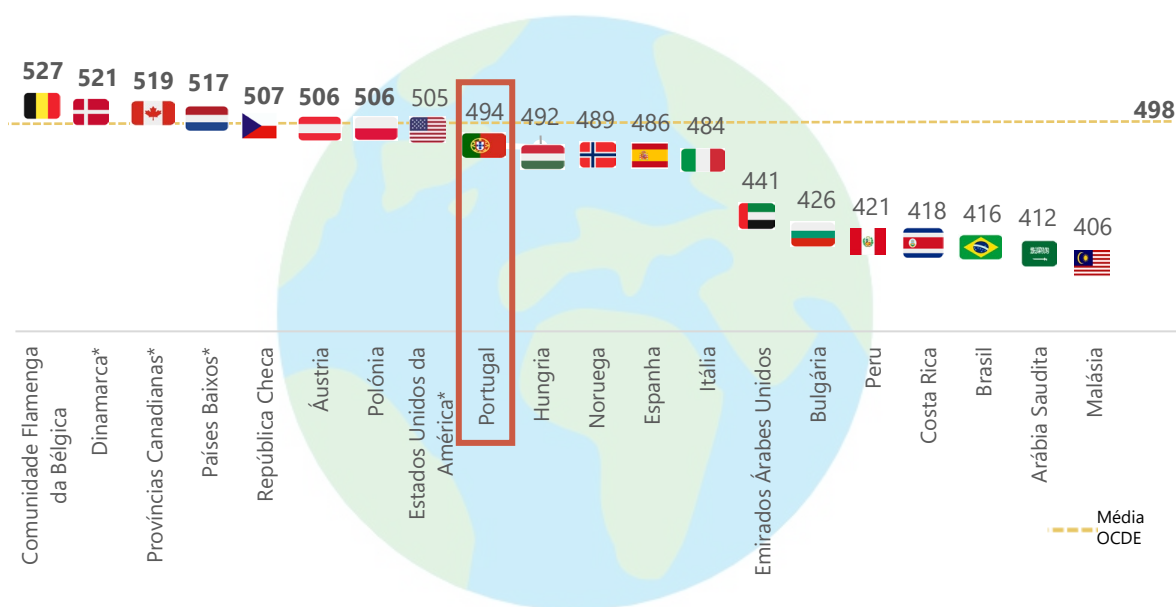 527
521
519
517
507
506
506
505
494
492
489
486
484
441
426
421
418
416
412
406
498
Comunidade Flamenga
da Bélgica
Dinamarca*
Províncias Canadianas*
Países Baixos*
República Checa
Áustria
Polónia
Estados Unidos da
América*
Portugal
Hungria
Noruega
Espanha
Itália
Emirados Árabes Unidos
Bulgária
Peru
Costa Rica
Brasil
Arábia Saudita
Malásia
Média
OCDE